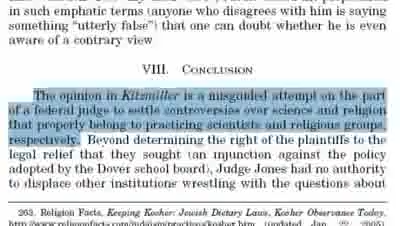 in such emphatic terms (anyone who disagrees with him is saying
something “utterly false”) that one can doubt whether he is even
aware of a contrary view
VIII. CONCLUSION
The opinion in Kitzmiller is a misguided attempt on the part
of a federal judge to settle controversies over science and religion
that properly belong to practicing scientists and religious groups,
respectively. Beyond determining the right of the plaintiffs to the
legal relief that they sought (an injunction against the policy
adopted by the Dover school board), Judge Jones had no authority
to displace other institutions wrestling with the questions about
263. Religion Facts, Keeping Kosher: Jewish Dietary Laws, Kosher Observance Today,